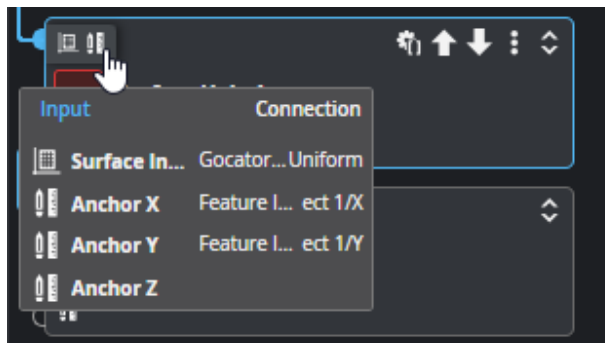 Input Connection
Surface In... Gocator...Uniform
Anchor X Feature I... ect 1/X
Anchor Y Feature I... ect 1/Y
Anchor Z